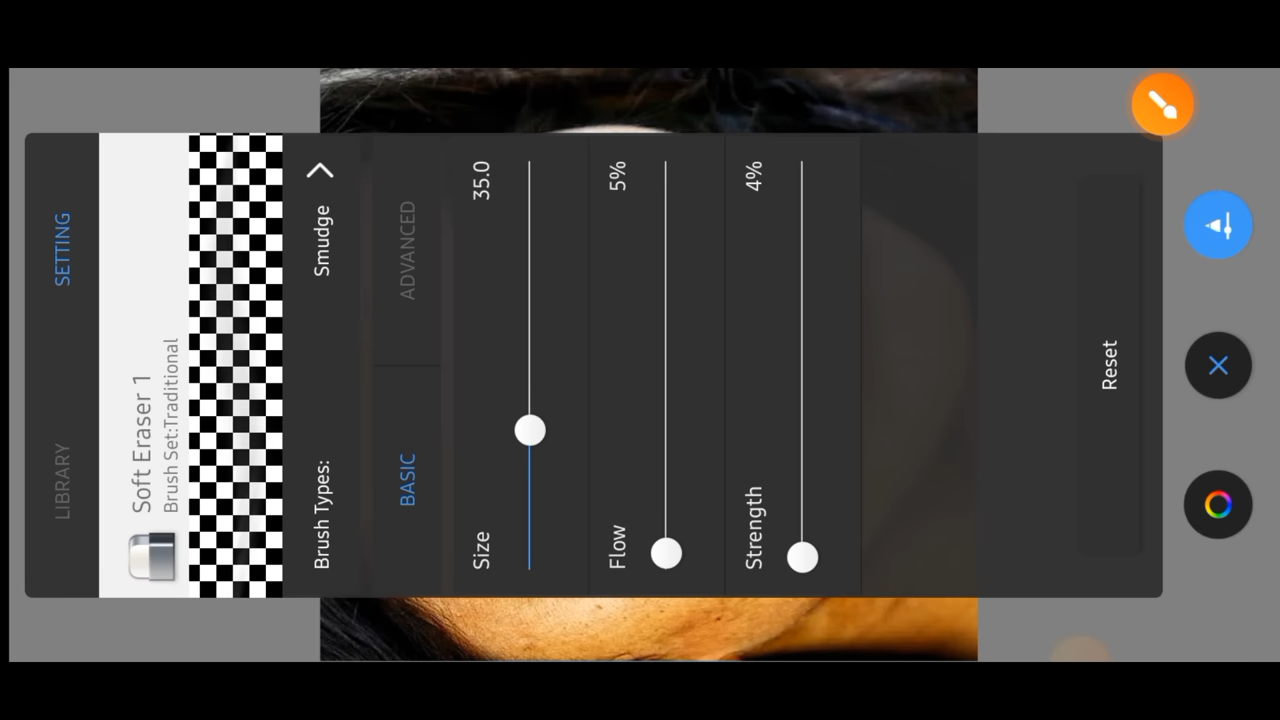 LIBRARY SETTING
Soft Eraser 1
Brush Set:Traditional
Brush Types: Smudge
BASIC ADVANCED
Size 35.0
Flow 5%
Strength 4%
Reset